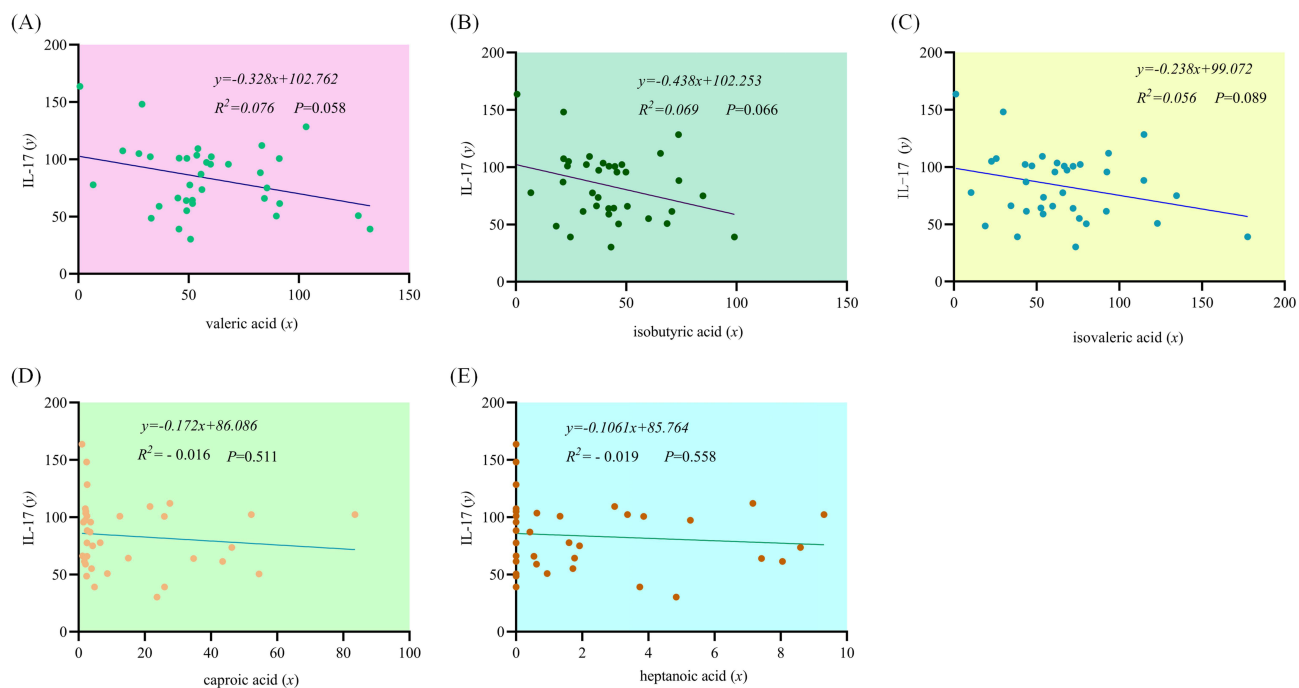 (A)
200
150
100
50
0
IL-17 (y)
y=-0.328x+102.762
R²=0.076 P=0.058
0 50 100 150
valeric acid (x)
(B)
200
150
100
50
0
IL-17 (y)
y=-0.438x+102.253
R²=0.069 P=0.066
0 50 100 150
isobutyric acid (x)
(C)
200
150
100
50
0
IL-17 (y)
y=-0.238x+99.072
R²=0.056 P=0.089
0 50 100 150 200
isovaleric acid (x)
(D)
200
150
100
50
0
IL-17 (y)
y=-0.172x+86.086
R²= - 0.016 P=0.511
0 20 40 60 80 100
caproic acid (x)
(E)
200
150
100
50
0
IL-17 (y)
y=-0.1061x+85.764
R²= - 0.019 P=0.558
0 2 4 6 8 10
heptanoic acid (x)